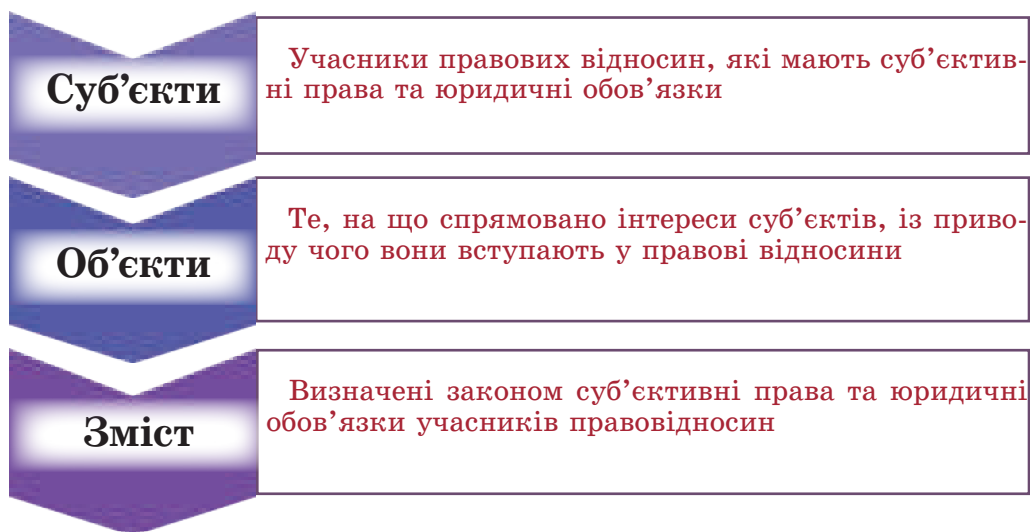 Суб’єкти
Учасники правових відносин, які мають суб’єктив-
ні права та юридичні обов’язки
Об’єкти
Те, на що спрямовано інтереси суб’єктів, із приво-
ду чого вони вступають у правові відносини
Зміст
Визначені законом суб’єктивні права та юридичні
обов’язки учасників правовідносин